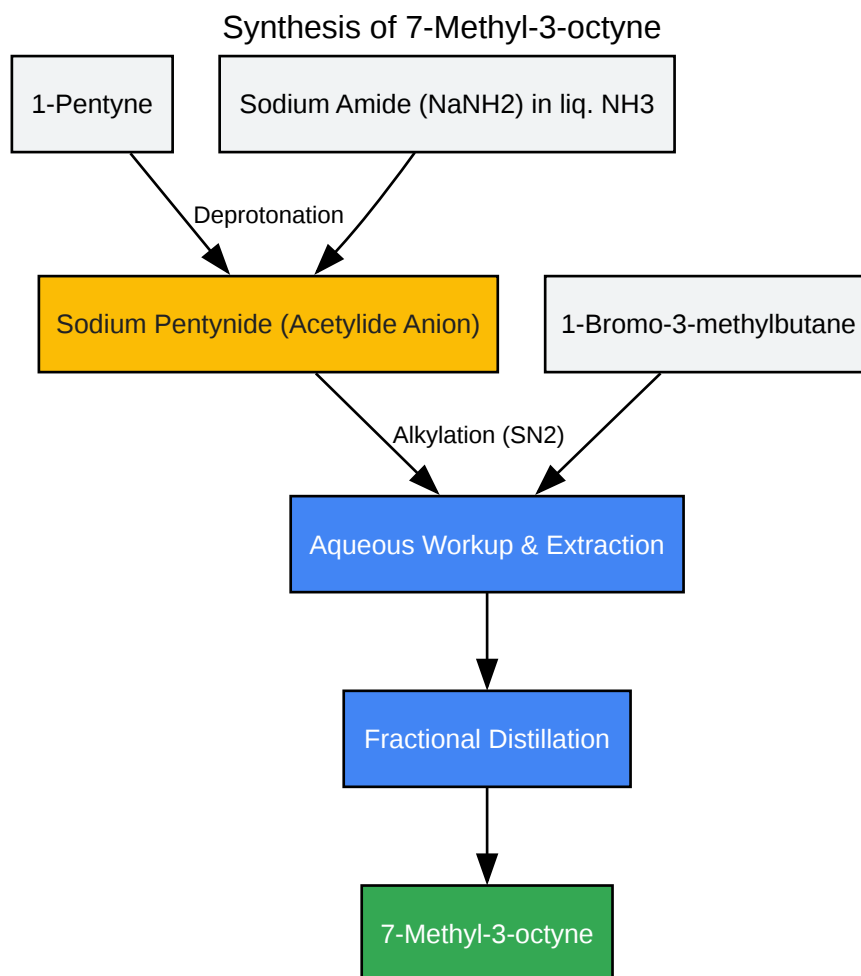 Synthesis of 7-Methyl-3-octyne
1-Pentyne
Sodium Amide (NaNH2) in liq. NH3
Deprotonation
Sodium Pentynide (Acetylide Anion)
1-Bromo-3-methylbutane
Alkylation (SN2)
Aqueous Workup & Extraction
Fractional Distillation
7-Methyl-3-octyne